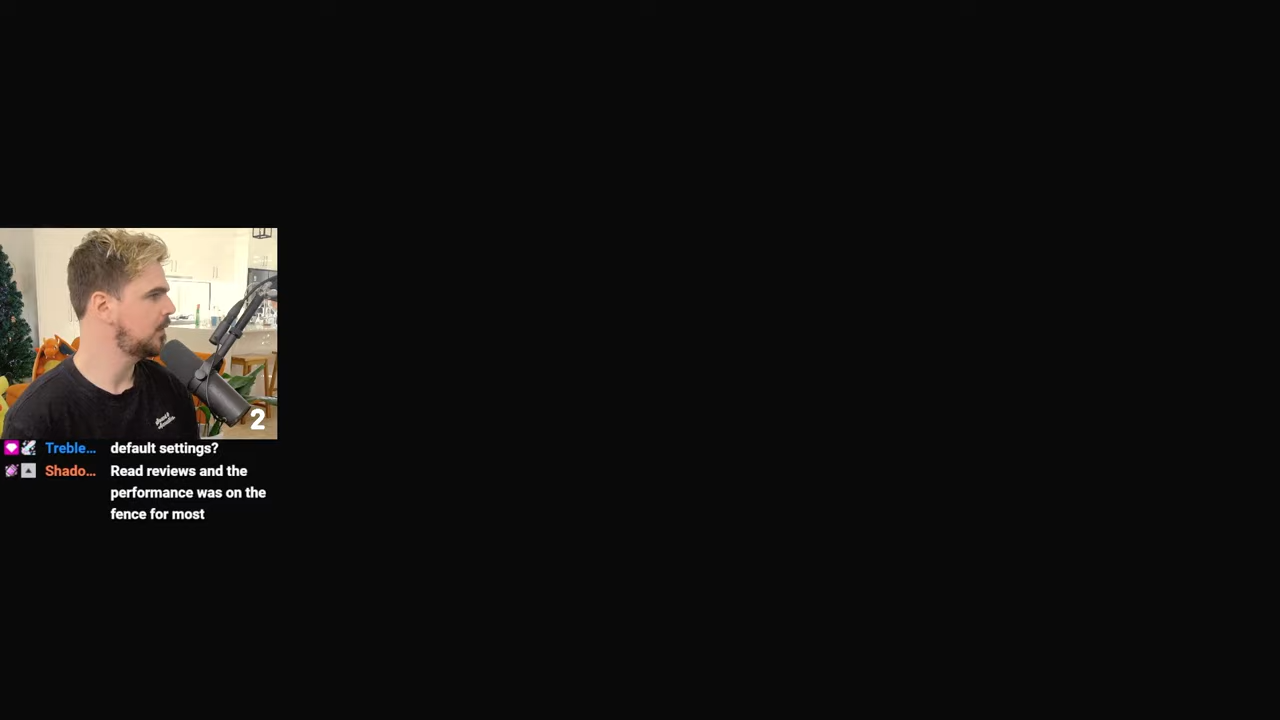 2
Treble... default settings?
Shado... Read reviews and the
performance was on the
fence for most